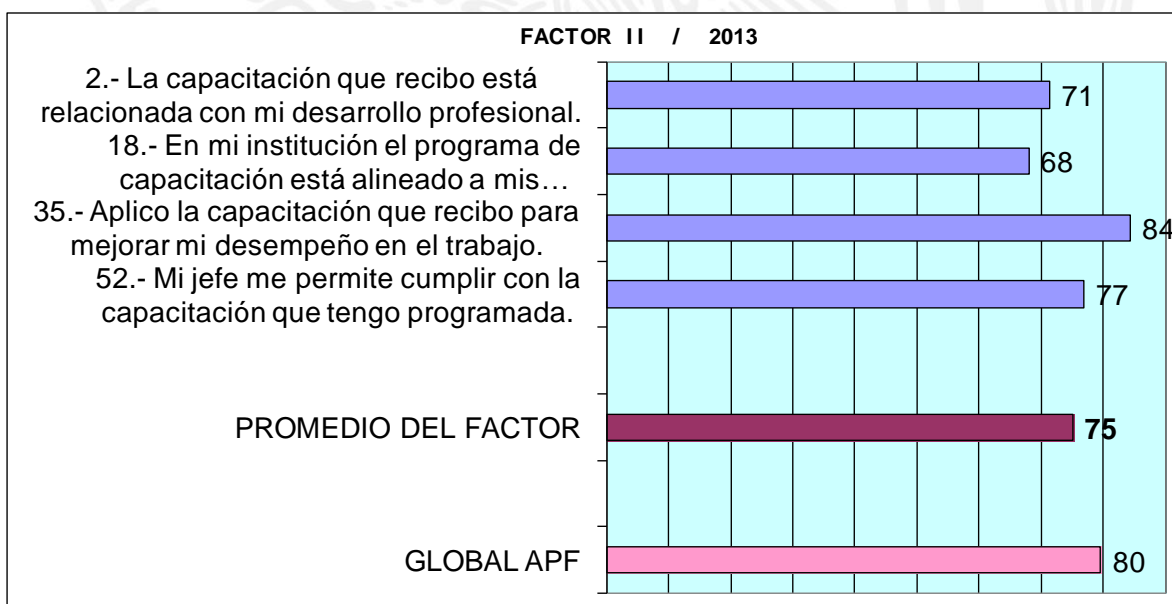 FACTOR II / 2013
2.- La capacitación que recibo está
relacionada con mi desarrollo profesional.
71
18.- En mi institución el programa de
capacitación está alineado a mis…
68
35.- Aplico la capacitación que recibo para
mejorar mi desempeño en el trabajo.
84
52.- Mi jefe me permite cumplir con la
capacitación que tengo programada.
77
PROMEDIO DEL FACTOR
75
GLOBAL APF
80